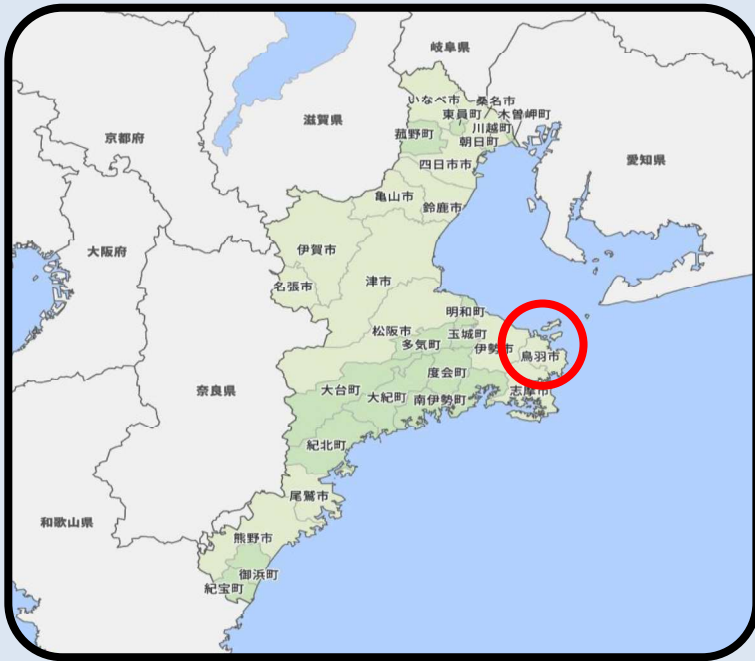 岐阜県
いなべ市
桑名市
東員町
木曽岬町
滋賀県
川越町
菰野町
朝日町
京都府
四日市市
愛知県
亀山市
鈴鹿市
大阪府
伊賀市
津市
名張市
明和町
松阪市
玉城町
多気町
伊勢市
鳥羽市
度会町
奈良県
大台町
大紀町
南伊勢町
志摩市
紀北町
尾鷲市
和歌山県
熊野市
御浜町
紀宝町